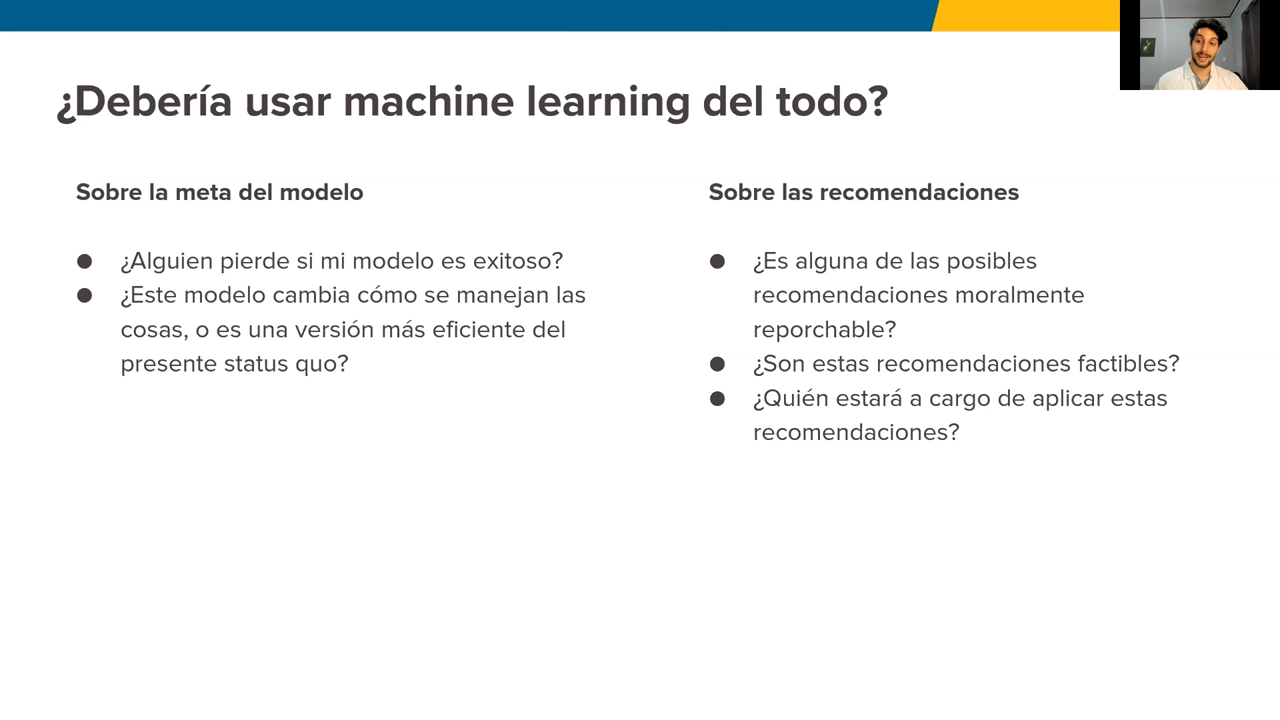 ¿Debería usar machine learning del todo?
Sobre la meta del modelo
● ¿Alguien pierde si mi modelo es exitoso?
● ¿Este modelo cambia cómo se manejan las
cosas, o es una versión más eficiente del
presente status quo?
Sobre las recomendaciones
● ¿Es alguna de las posibles
recomendaciones moralmente
reporchable?
● ¿Son estas recomendaciones factibles?
● ¿Quién estará a cargo de aplicar estas
recomendaciones?